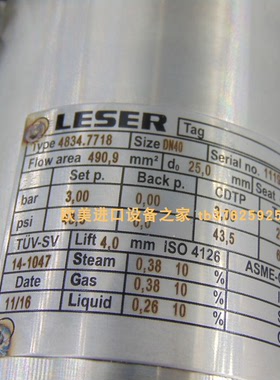 LESER Tag
Type 4834.7718 Size DN40 Serial no. 111
Flow area 490,9 mm² d₀ 25,0 mm Seat
Set p. Back p. CDTP
bar 3,00 0,00
欧美进口设备之家
psi 43,5
TÜV-SV Lift 4,0 mm ISO 4126 ASME-
14-1047 Steam 0,38 10 %
Date Gas 0,38 10 %
11/16 Liquid 0,26 10 %